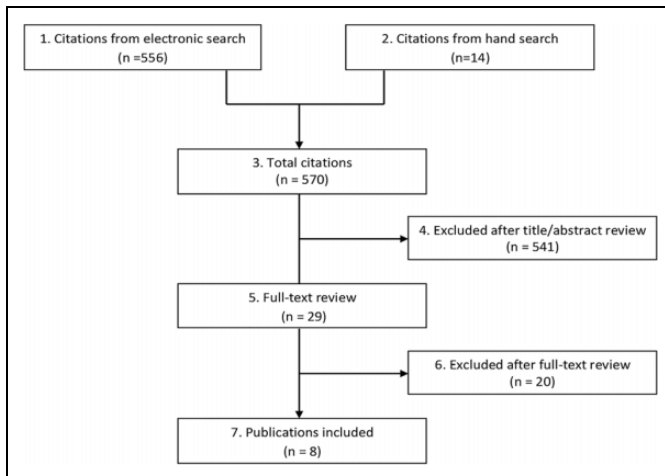 1. Citations from electronic search
(n =556)
2. Citations from hand search
(n=14)
3. Total citations
(n = 570)
4. Excluded after title/abstract review
(n = 541)
5. Full-text review
(n = 29)
6. Excluded after full-text review
(n = 20)
7. Publications included
(n = 8)